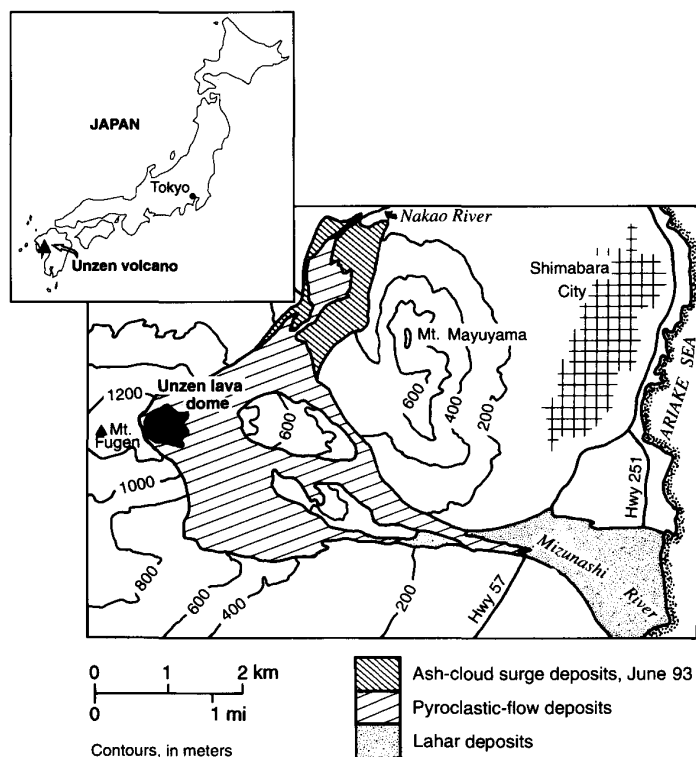 JAPAN
Tokyo
Unzen volcano
Nakao River
Shimabara
City
Mt. Mayuyama
600
400
200
ARIAKE SEA
1200
Unzen lava
dome
Mt.
Fugen
600
1000
Hwy 251
800
600
400
200
Hwy 57
Mizunashi River
0 1 2 km
0 1 mi
Contours, in meters
Ash-cloud surge deposits, June 93
Pyroclastic-flow deposits
Lahar deposits